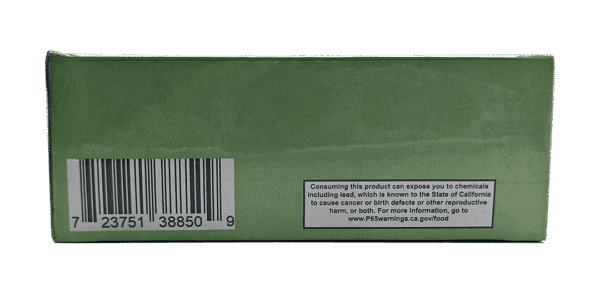 7 23751 38850 9
Consuming this product can expose you to chemicals
including lead, which is known to the State of California
to cause cancer or birth defects or other reproductive
harm, or both. For more information, go to
www.P65warnings.ca.gov/food